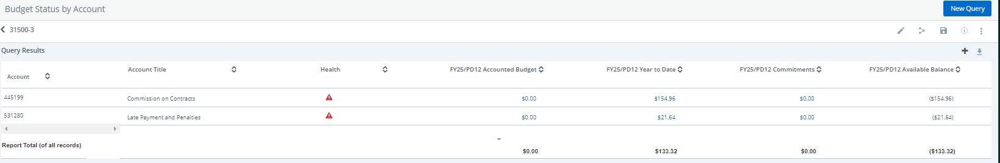 Budget Status by Account
New Query
31500-3
Query Results
Account Account Title Health FY25/PD12 Accounted Budget FY25/PD12 Year to Date FY25/PD12 Commitments FY25/PD12 Available Balance
445199 Commission on Contracts $0.00 $154.96 $0.00 ($154.96)
531280 Late Payment and Penalties $0.00 $21.64 $0.00 ($21.64)
Report Total (of all records) $0.00 $133.32 $0.00 ($133.32)